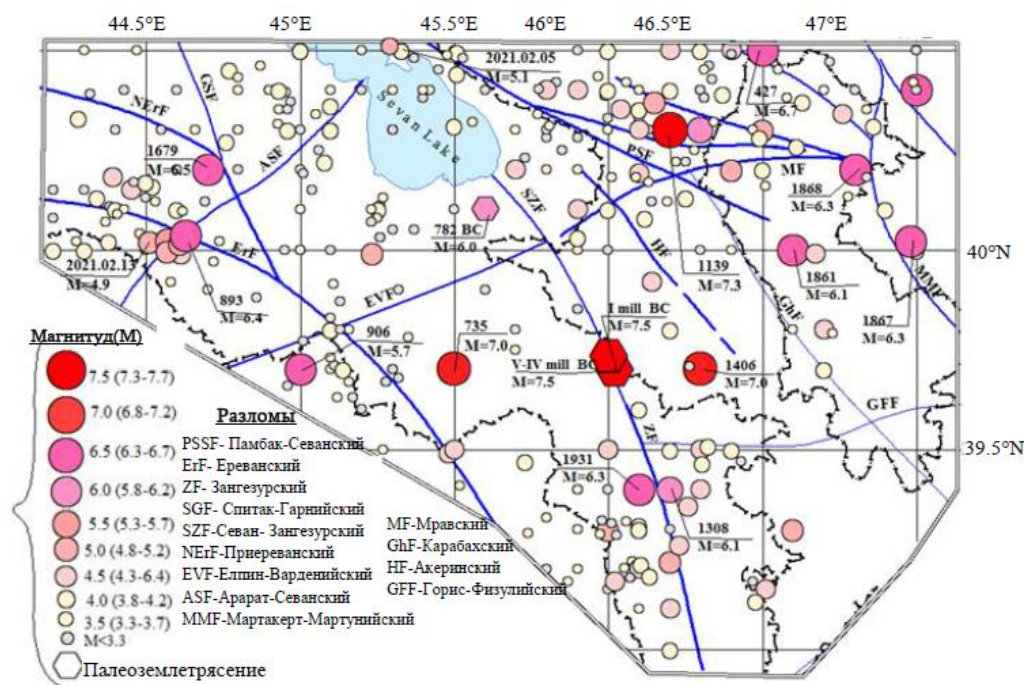 44.5°E 45°E 45.5°E 46°E 46.5°E 47°E
2021.02.05
M=5.1
427
M=6.7
GSF
NErF
ASF
Sevan Lake
1679
M=6.5
PSF
MF
1868
M=6.3
SZF
782 BC
M=6.0
HF
ErF
2021.02.13
M=4.9
40°N
1139
M=7.3
1861
M=6.1
MMF
GhF
1867
M=6.3
893
M=6.4
EVF
I mill BC
M=7.5
906
M=5.7
735
M=7.0
V-IV mill BC
M=7.5
1406
M=7.0
GFF
ZF
39.5°N
1931
M=6.3
1308
M=6.1
Магнитуд(М)
7.5 (7.3-7.7)
7.0 (6.8-7.2)
6.5 (6.3-6.7)
6.0 (5.8-6.2)
5.5 (5.3-5.7)
5.0 (4.8-5.2)
4.5 (4.3-6.4)
4.0 (3.8-4.2)
3.5 (3.3-3.7)
M<3.3
Палеоземлетрясение
Разломы
PSSF- Памбак-Севанский
ErF- Ереванский
ZF- Зангезурский
SGF- Спитак-Гарнийский
SZF-Севан- Зангезурский
NErF-Приереванский
EVF-Елпин-Варденийский
ASF-Арарат-Севанский
MMF-Мартакерт-Мартунийский
MF-Мравский
GhF-Карабахский
HF-Акеринский
GFF-Горис-Физулийский